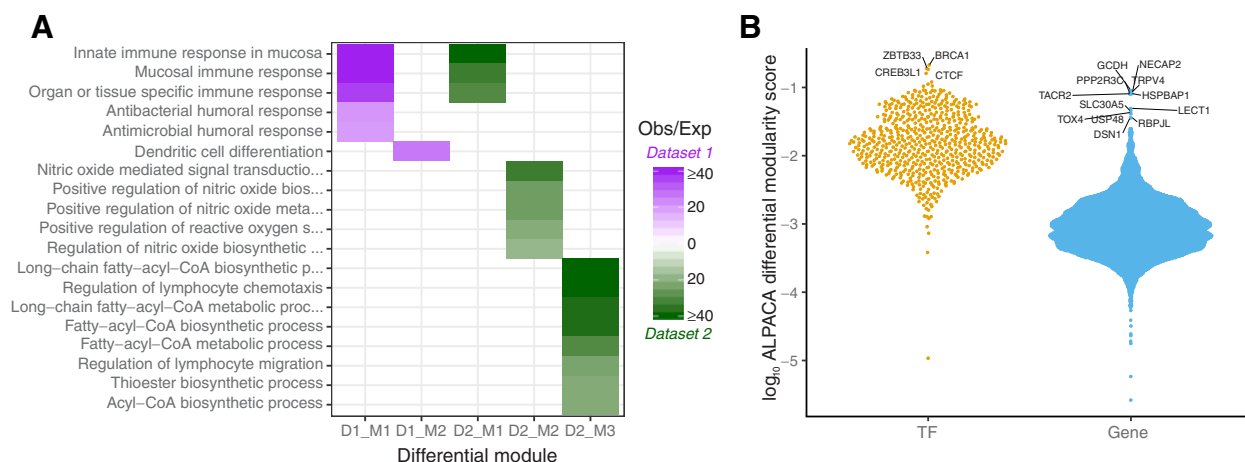 A
Innate immune response in mucosa
Mucosal immune response
Organ or tissue specific immune response
Antibacterial humoral response
Antimicrobial humoral response
Dendritic cell differentiation
Nitric oxide mediated signal transductio...
Positive regulation of nitric oxide bios...
Positive regulation of nitric oxide meta...
Positive regulation of reactive oxygen s...
Regulation of nitric oxide biosynthetic ...
Long−chain fatty−acyl−CoA biosynthetic p...
Regulation of lymphocyte chemotaxis
Long−chain fatty−acyl−CoA metabolic proc...
Fatty−acyl−CoA biosynthetic process
Fatty−acyl−CoA metabolic process
Regulation of lymphocyte migration
Thioester biosynthetic process
Acyl−CoA biosynthetic process
D1_M1 D1_M2 D2_M1 D2_M2 D2_M3
Differential module
Obs/Exp
Dataset 1
≥40
20
0
20
≥40
Dataset 2
B
log₁₀ ALPACA differential modularity score
−1
−2
−3
−4
−5
ZBTB33 BRCA1
CREB3L1 CTCF
GCDH NECAP2
PPP2R3C TRPV4
TACR2 HSPBAP1
SLC30A5 LECT1
TOX4 USP48 RBPJL
DSN1
TF Gene